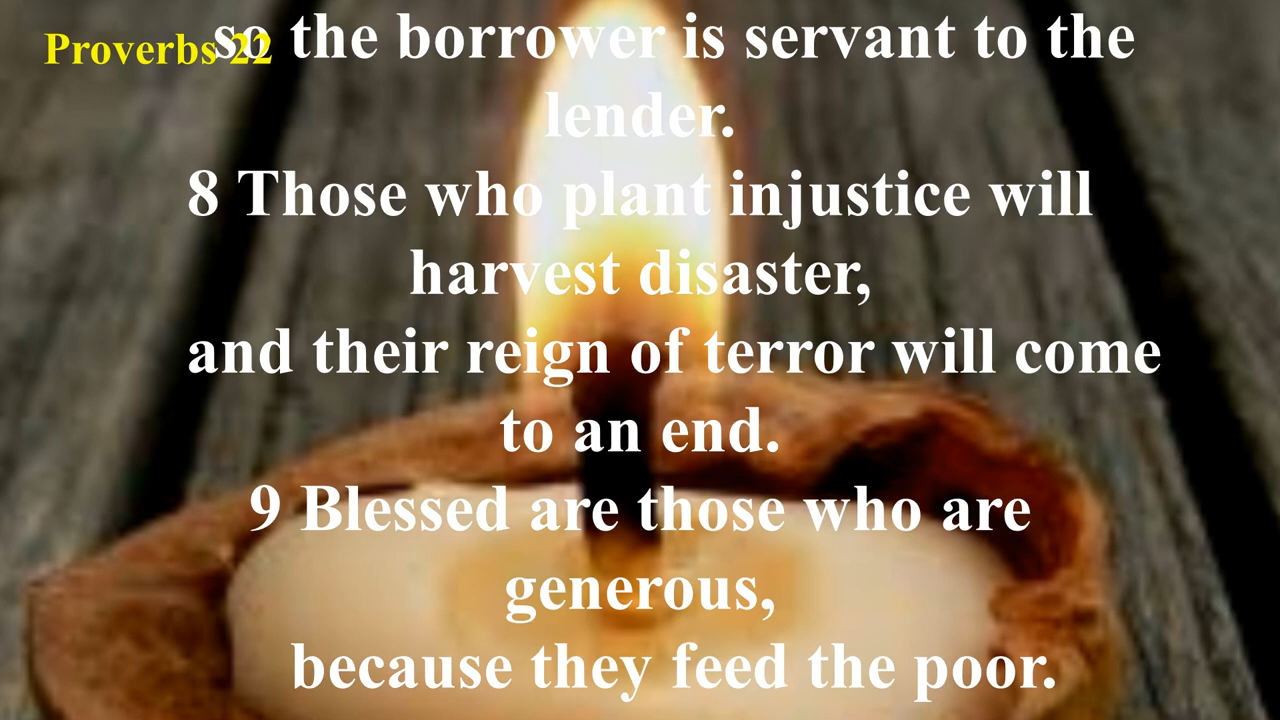 Proverbs 22
so the borrower is servant to the
lender.
8 Those who plant injustice will
harvest disaster,
and their reign of terror will come
to an end.
9 Blessed are those who are
generous,
because they feed the poor.